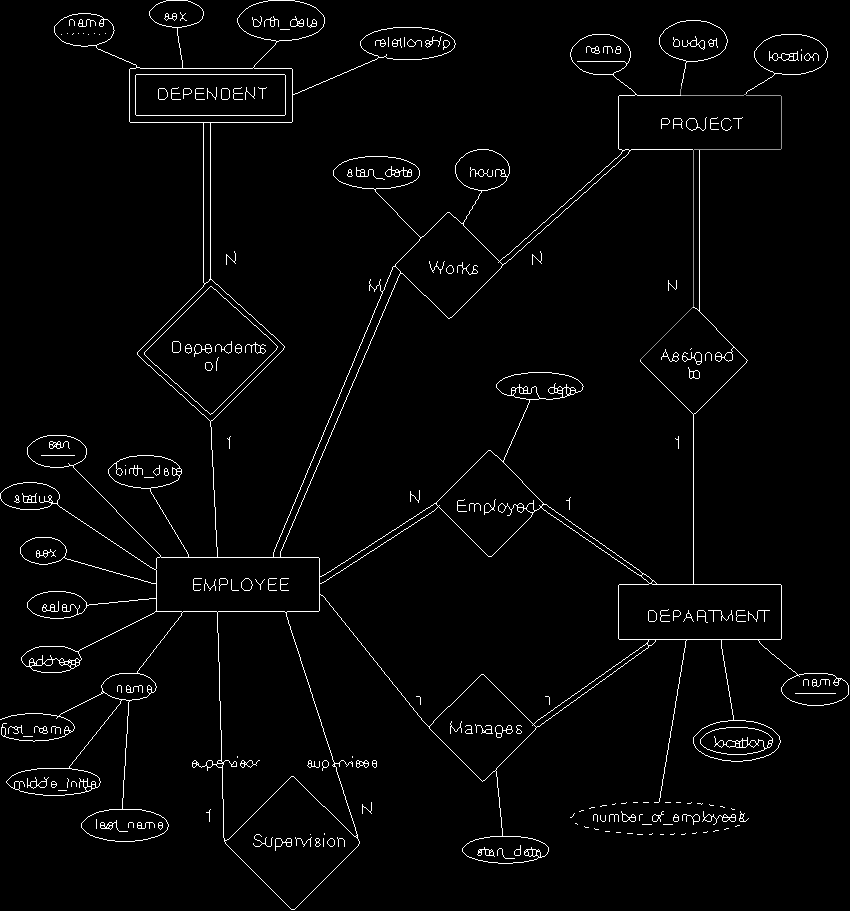 name
sex
birth_date
relationship
DEPENDENT
name
budget
location
PROJECT
start_date
hours
N
Works
N
M
N
Dependents
of
Assigned
to
start_date
1
1
ssn
birth_date
status
N
Employed
1
sex
EMPLOYEE
salary
DEPARTMENT
address
name
name
1
1
first_name
Manages
locations
supervisor
supervisee
middle_initia
last_name
1
N
number_of_employees
Supervision
start_date